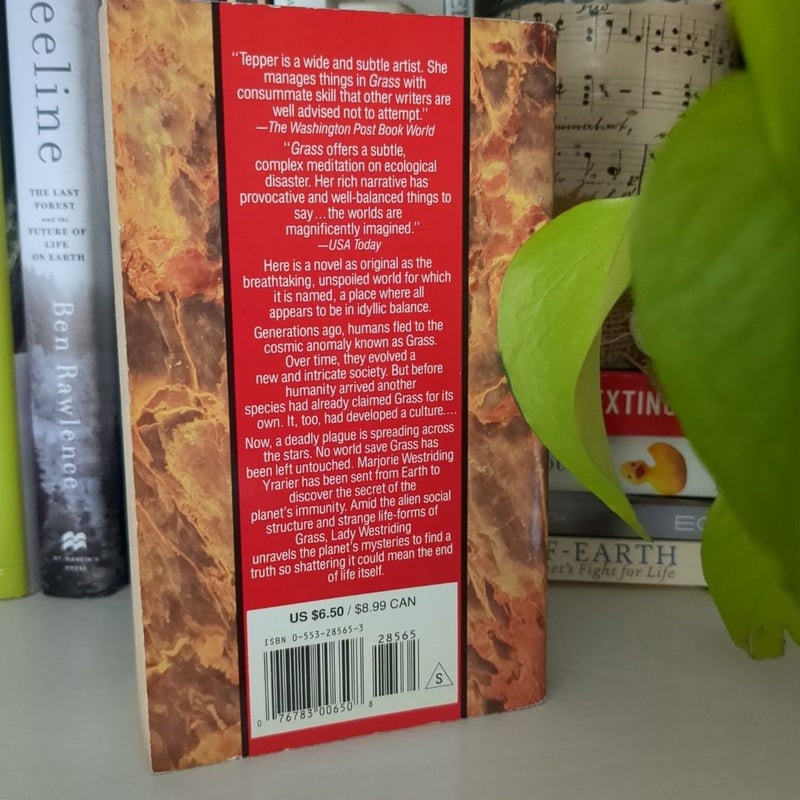 eeline
THE LAST
FOREST
and the
FUTURE OF
LIFE
ON EARTH
Ben Rawlence
ST. MARTIN'S
PRESS
"Tepper is a wide and subtle artist. She
manages things in Grass with
consummate skill that other writers are
well advised not to attempt."
—The Washington Post Book World
"Grass offers a subtle,
complex meditation on ecological
disaster. Her rich narrative has
provocative and well-balanced things to
say...the worlds are
magnificently imagined."
—USA Today
Here is a novel as original as the
breathtaking, unspoiled world for which
it is named, a place where all
appears to be in idyllic balance.
Generations ago, humans fled to the
cosmic anomaly known as Grass.
Over time, they evolved a
new and intricate society. But before
humanity arrived another
species had already claimed Grass for its
own. It, too, had developed a culture....
Now, a deadly plague is spreading across
the stars. No world save Grass has
been left untouched. Marjorie Westriding
Yrarier has been sent from Earth to
discover the secret of the
planet's immunity. Amid the alien social
structure and strange life-forms of
Grass, Lady Westriding
unravels the planet's mysteries to find a
truth so shattering it could mean the end
of life itself.
US $6.50 / $8.99 CAN
ISBN 0-553-28565-3
28565
0 76783 00650 8
S
EXTINC
EC
F-EARTH
et's Fight for Life